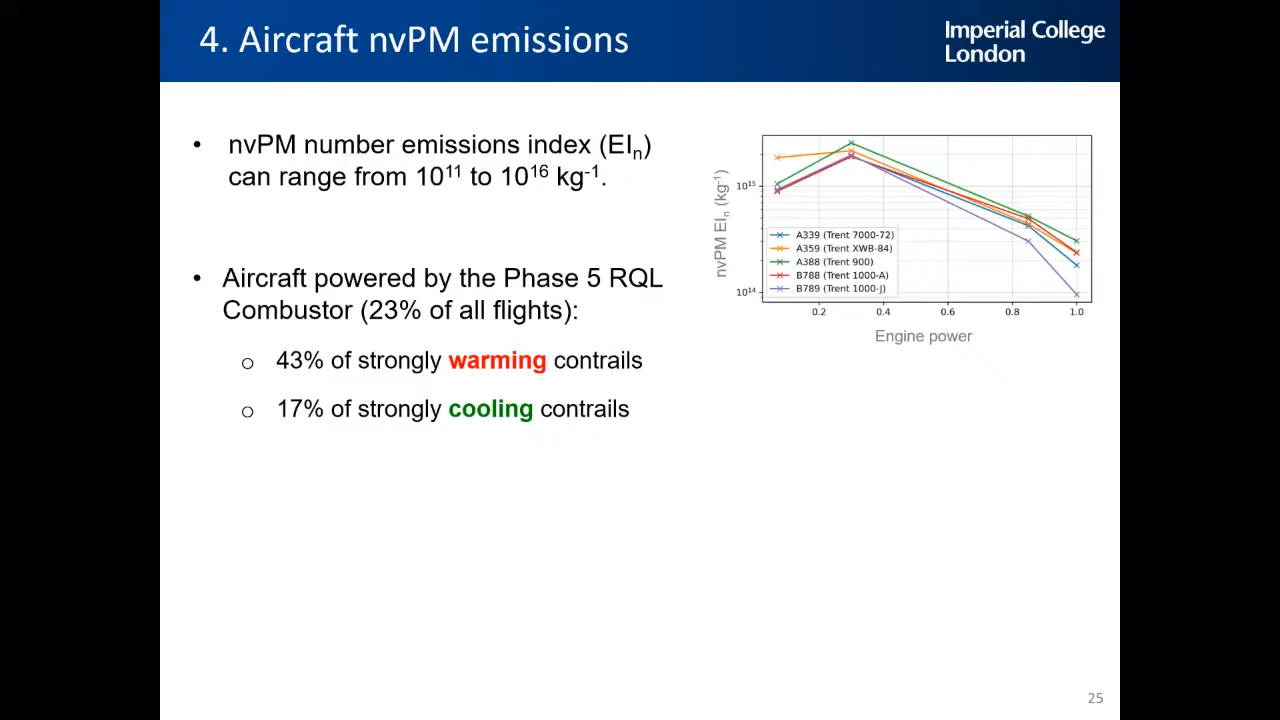 4. Aircraft nvPM emissions
Imperial College
London
• nvPM number emissions index (EIₙ)
can range from 10¹¹ to 10¹⁶ kg⁻¹.
• Aircraft powered by the Phase 5 RQL
Combustor (23% of all flights):
o 43% of strongly warming contrails
o 17% of strongly cooling contrails
nvPM EIₙ (kg⁻¹)
10¹⁵
10¹⁴
A339 (Trent 7000-72)
A359 (Trent XWB-84)
A388 (Trent 900)
B788 (Trent 1000-A)
B789 (Trent 1000-J)
0.2 0.4 0.6 0.8 1.0
Engine power
25